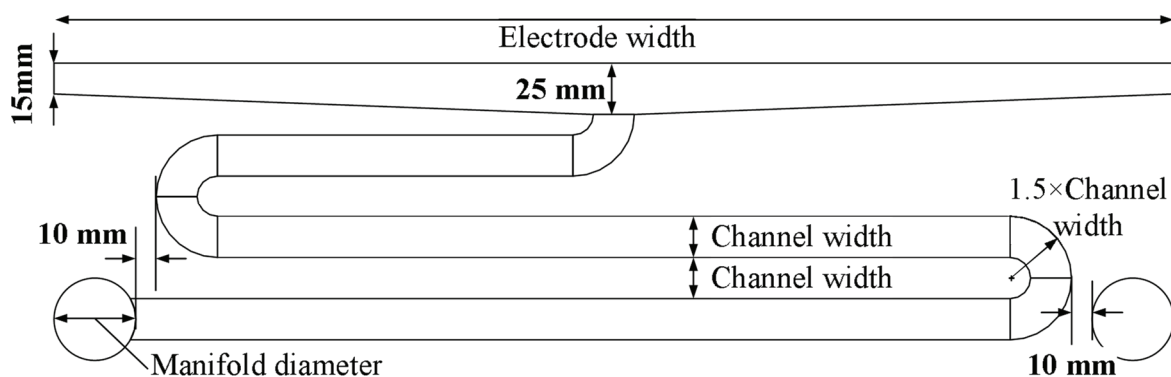 Electrode width
15mm
25 mm
1.5×Channel
width
10 mm
Channel width
Channel width
Manifold diameter
10 mm